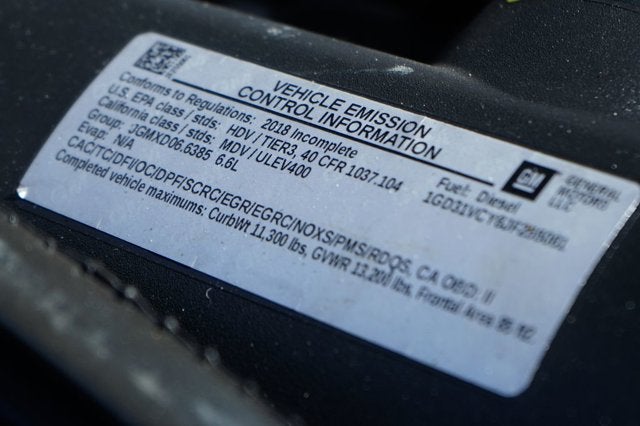 VEHICLE EMISSION
CONTROL INFORMATION
Conforms to Regulations: 2018 Incomplete
U.S. EPA class / stds: HDV / TIER3, 40 CFR 1037.104
California class / stds: MDV / ULEV400
Group: JGMXD06.6385 6.6L
Evap: N/A
Fuel: Diesel
GM
GENERAL
MOTORS
LLC
CAC/TC/DFI/OC/DPF/SCRC/EGR/EGRC/NOXS/PMS/RDQS, CA OBD: II
Completed vehicle maximums: CurbWt 11,300 lbs, GVWR 13,200 lbs, Frontal Area